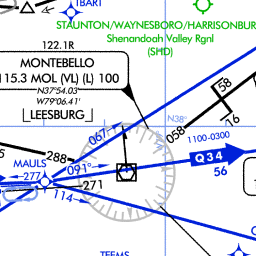 IBART
STAUNTON/WAYNESBORO/HARRISONBUR
Shenandoah Valley Rgnl
(SHD)
122.1R
MONTEBELLO
115.3 MOL (VL) (L) 100
N37°54.03'
W79°06.41'
LEESBURG
58
16
N38°
067
058
1100-0300
Q34
56
288
MAULS
091°
277
271
114
TEEMS